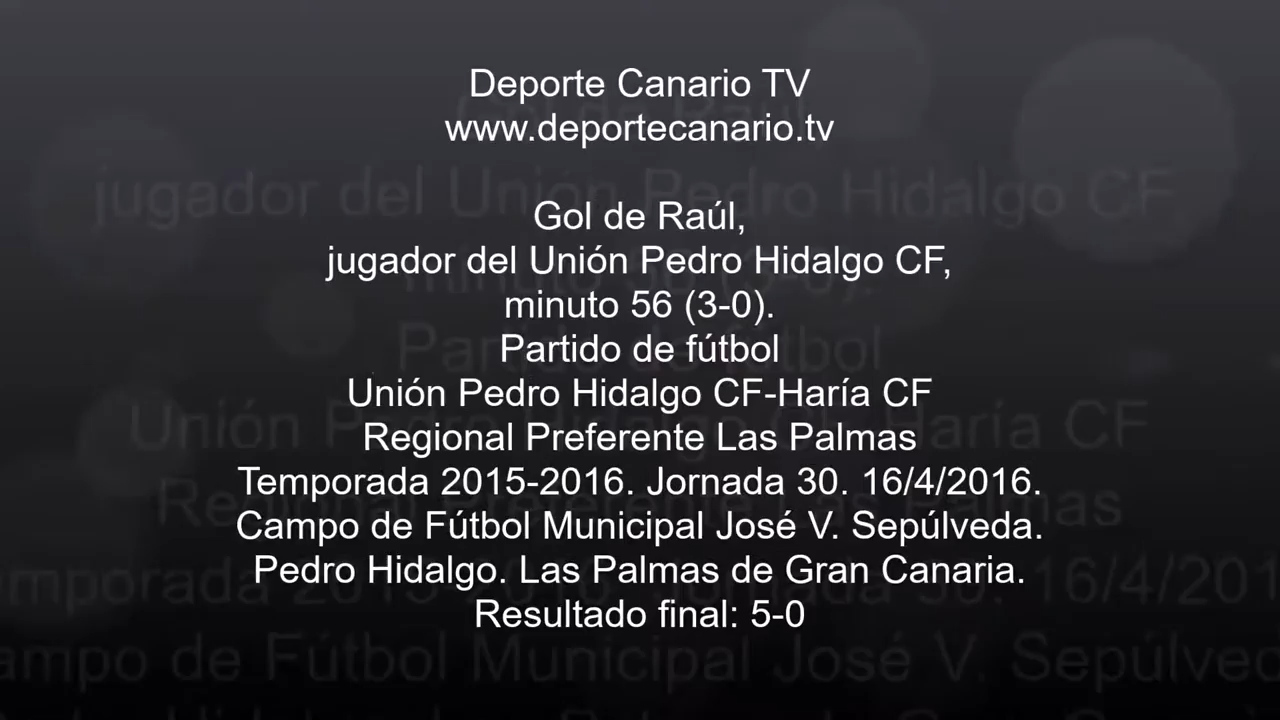 Deporte Canario TV
www.deportecanario.tv
Gol de Raúl,
jugador del Unión Pedro Hidalgo CF,
minuto 56 (3-0).
Partido de fútbol
Unión Pedro Hidalgo CF-Haría CF
Regional Preferente Las Palmas
Temporada 2015-2016. Jornada 30. 16/4/2016.
Campo de Fútbol Municipal José V. Sepúlveda.
Pedro Hidalgo. Las Palmas de Gran Canaria.
Resultado final: 5-0